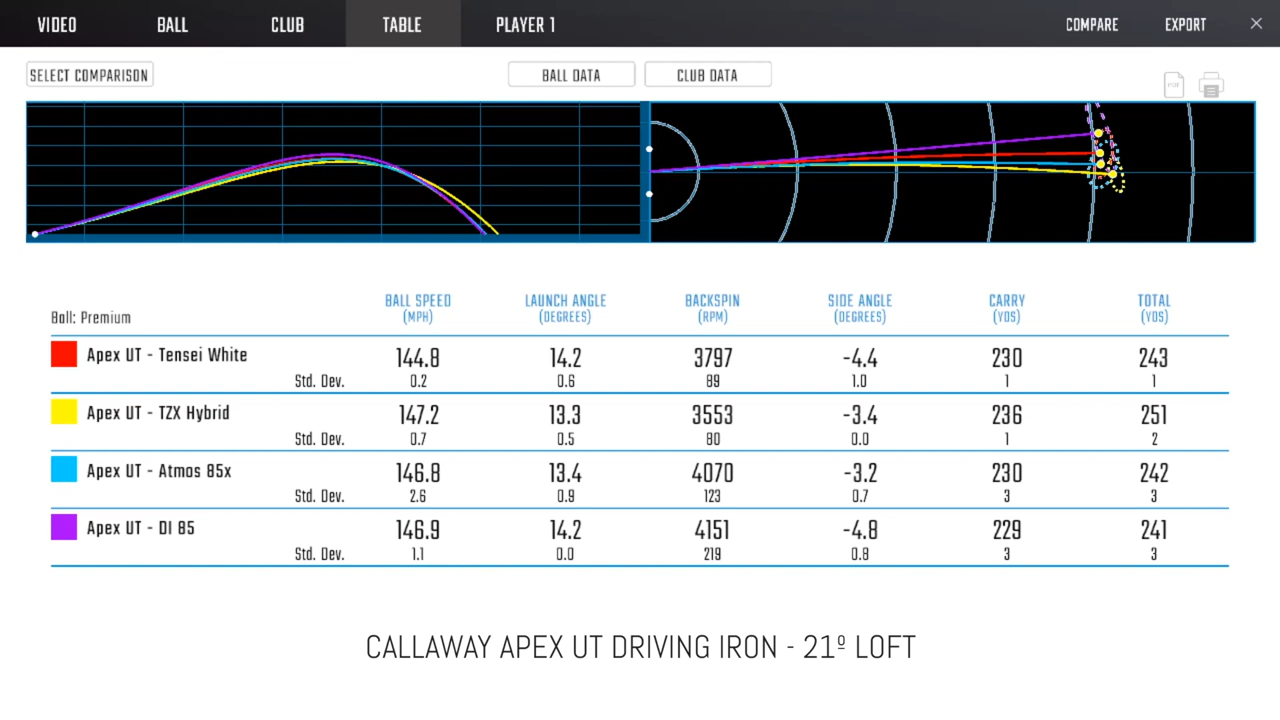 VIDEO BALL CLUB TABLE PLAYER 1 COMPARE EXPORT ×
SELECT COMPARISON BALL DATA CLUB DATA
Ball: Premium
BALL SPEED LAUNCH ANGLE BACKSPIN SIDE ANGLE CARRY TOTAL
(MPH) (DEGREES) (RPM) (DEGREES) (YDS) (YDS)
Apex UT - Tensei White 144.8 14.2 3797 -4.4 230 243
Std. Dev. 0.2 0.6 89 1.0 1 1
Apex UT - TZX Hybrid 147.2 13.3 3553 -3.4 236 251
Std. Dev. 0.7 0.5 80 0.0 1 2
Apex UT - Atmos 85x 146.8 13.4 4070 -3.2 230 242
Std. Dev. 2.6 0.9 123 0.7 3 3
Apex UT - DI 85 146.9 14.2 4151 -4.8 229 241
Std. Dev. 1.1 0.0 219 0.8 3 3
CALLAWAY APEX UT DRIVING IRON - 21º LOFT